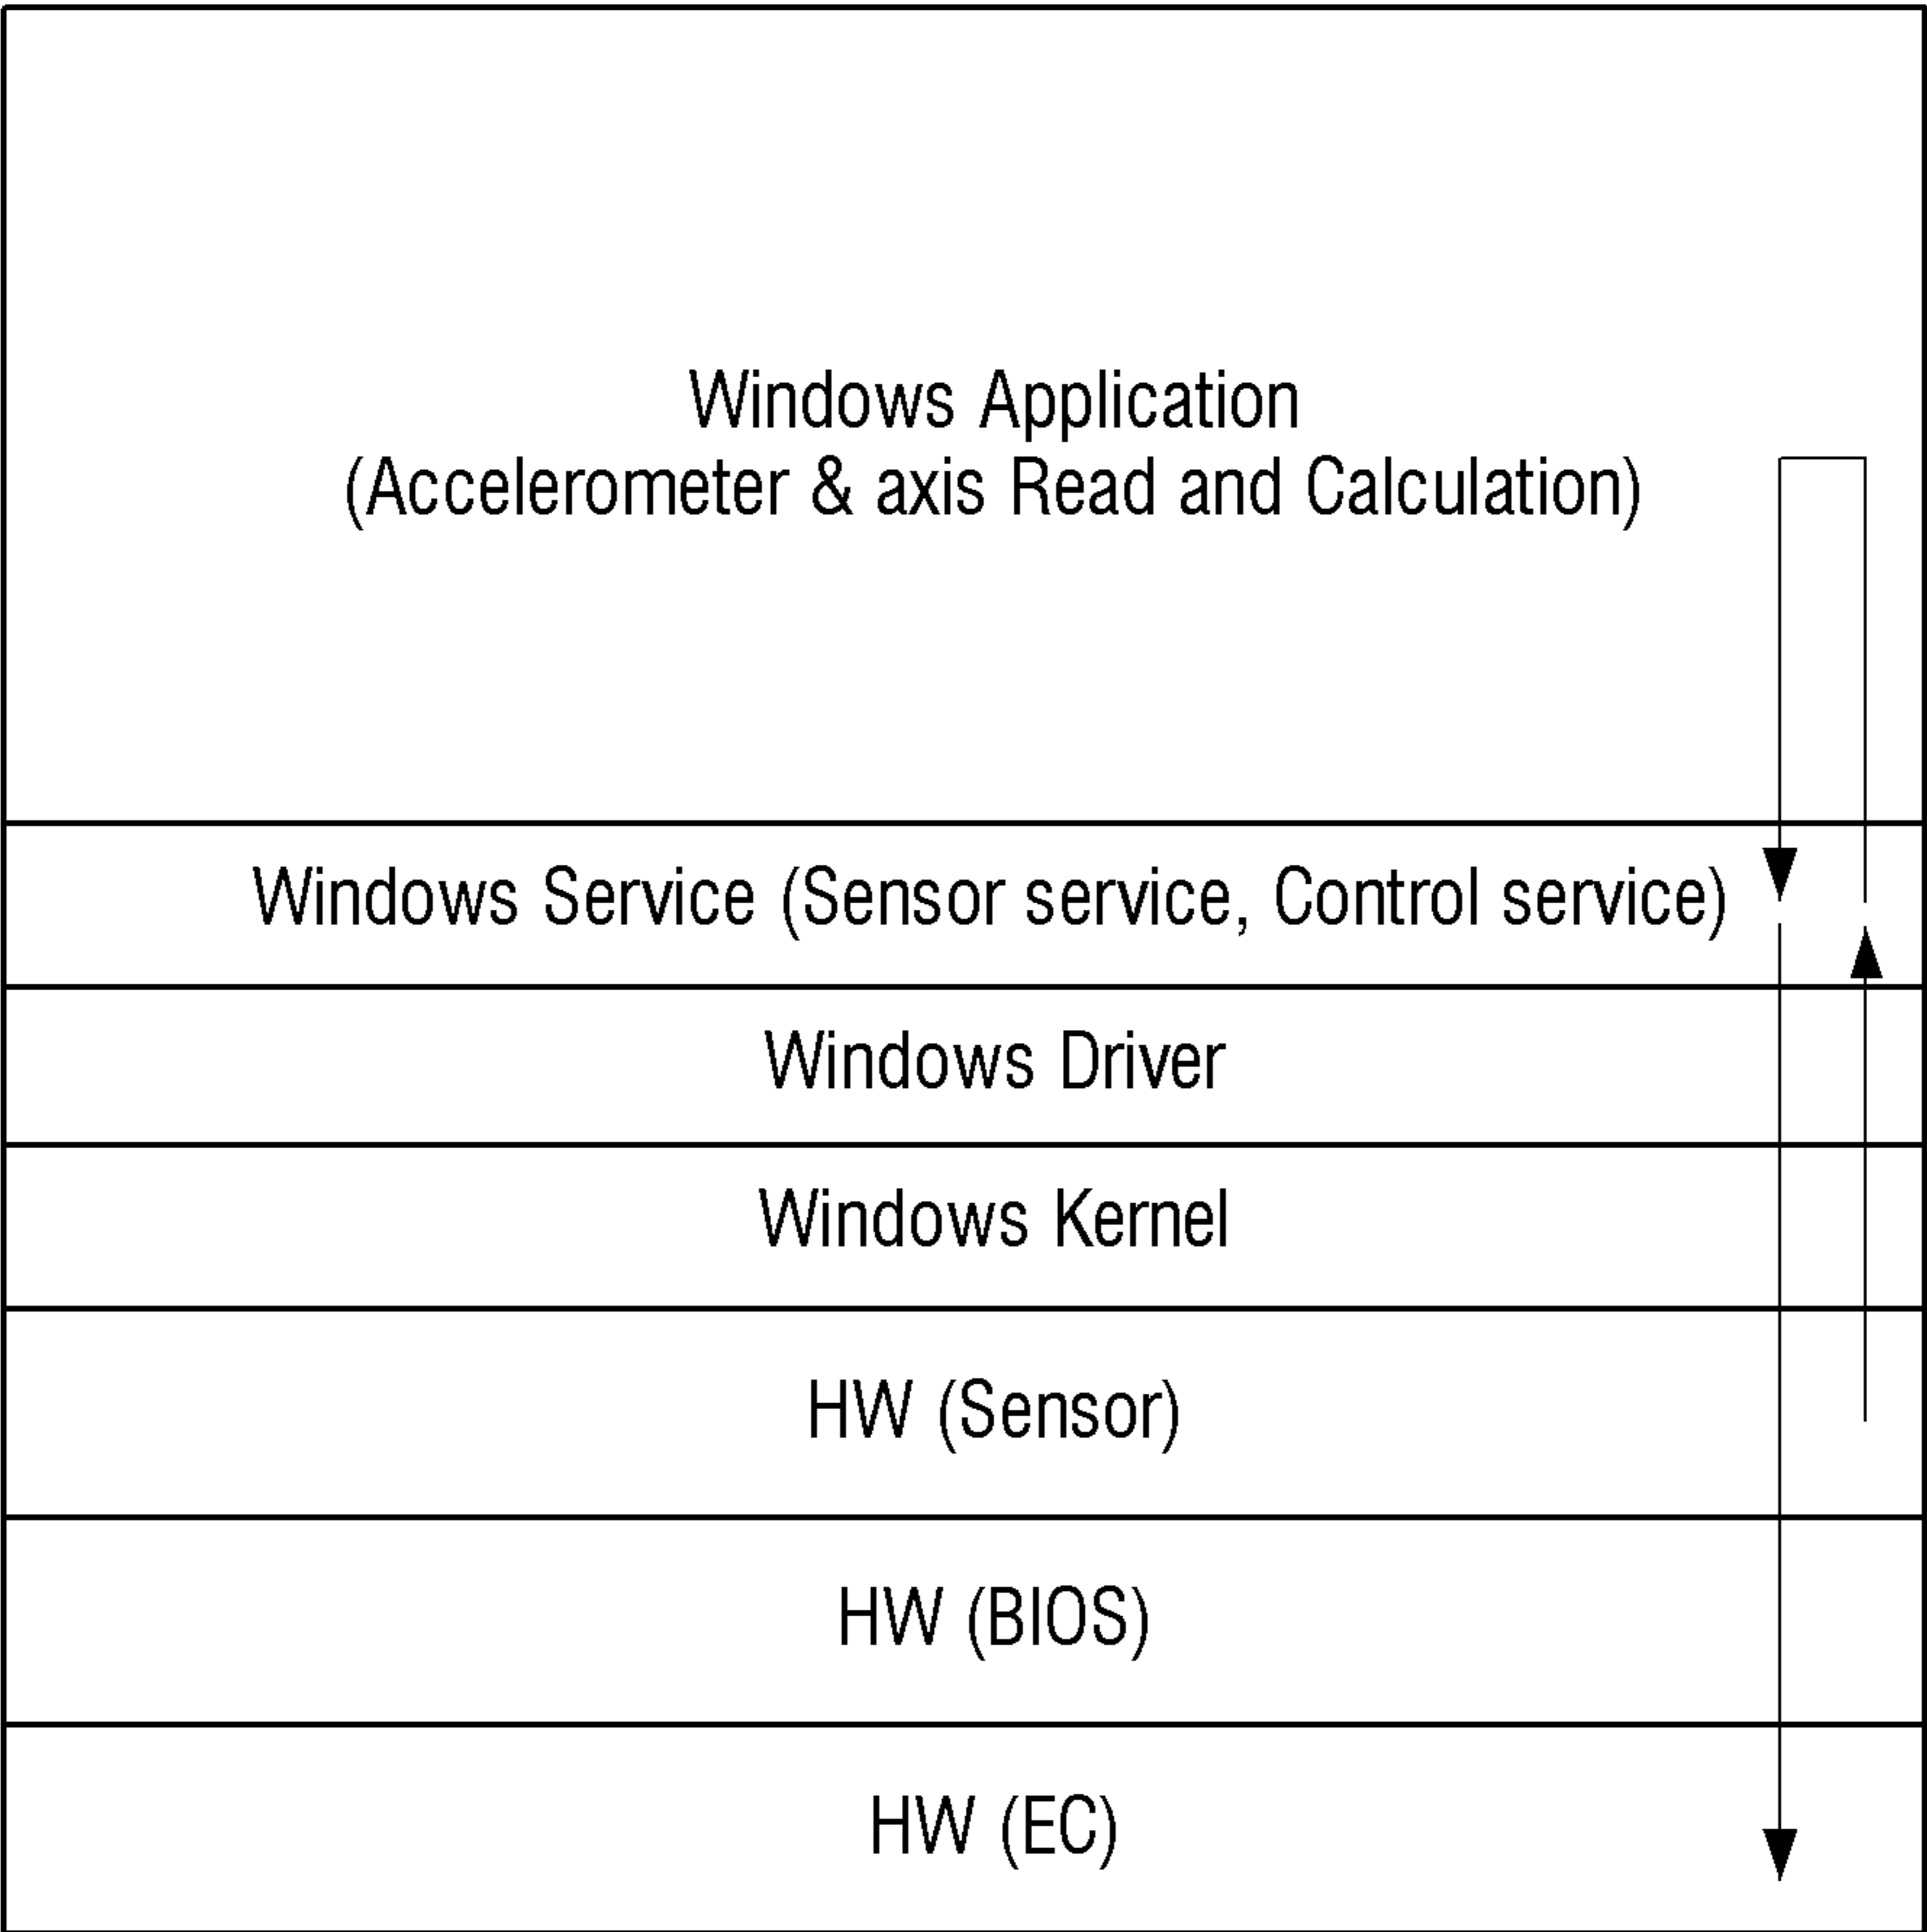 Windows Application
(Accelerometer & axis Read and Calculation)
Windows Service (Sensor service, Control service)
Windows Driver
Windows Kernel
HW (Sensor)
HW (BIOS)
HW (EC)